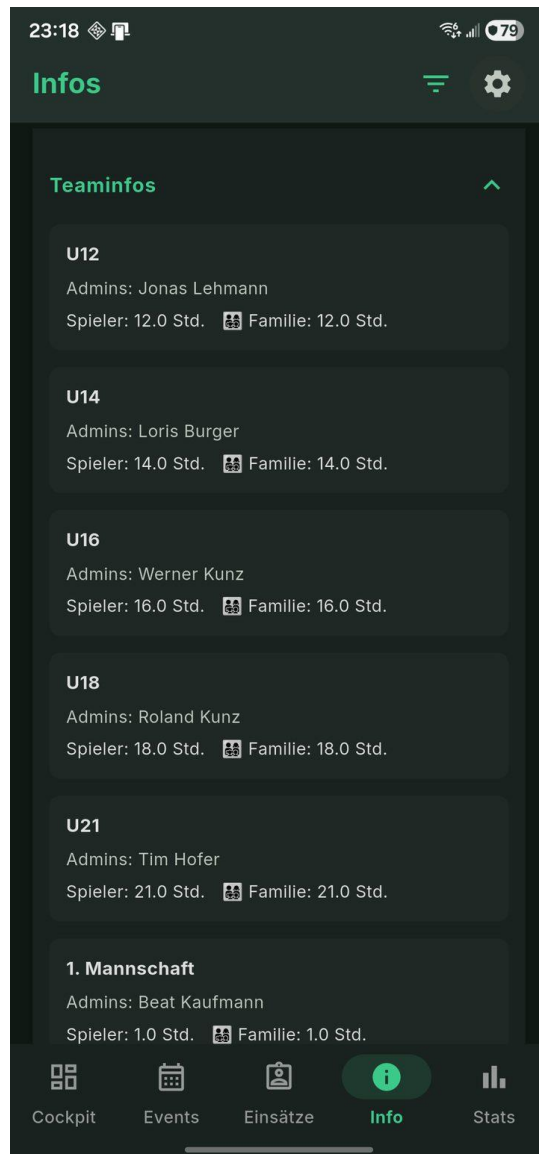 23:18
79
Infos
Teaminfos
U12
Admins: Jonas Lehmann
Spieler: 12.0 Std. Familie: 12.0 Std.
U14
Admins: Loris Burger
Spieler: 14.0 Std. Familie: 14.0 Std.
U16
Admins: Werner Kunz
Spieler: 16.0 Std. Familie: 16.0 Std.
U18
Admins: Roland Kunz
Spieler: 18.0 Std. Familie: 18.0 Std.
U21
Admins: Tim Hofer
Spieler: 21.0 Std. Familie: 21.0 Std.
1. Mannschaft
Admins: Beat Kaufmann
Spieler: 1.0 Std. Familie: 1.0 Std.
Cockpit Events Einsätze Info Stats